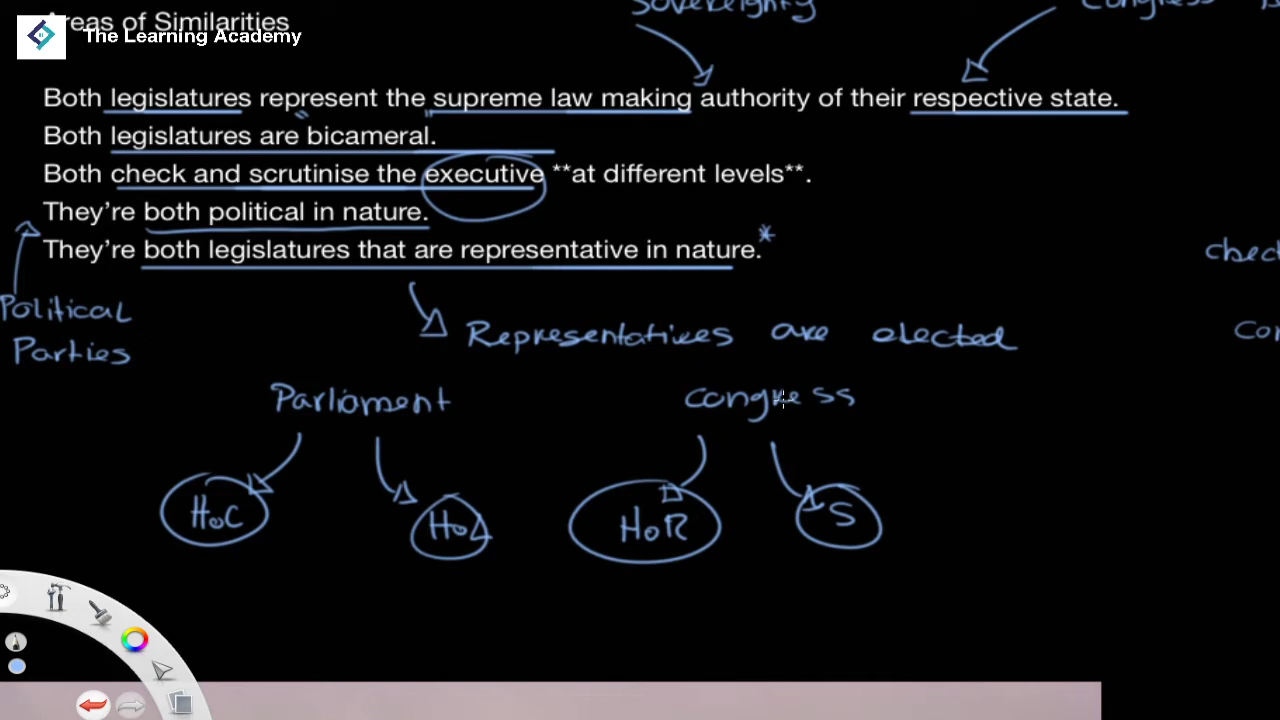 Sovereignty
Congress
Areas of Similarities
The Learning Academy
Both legislatures represent the supreme law making authority of their respective state.
Both legislatures are bicameral.
Both check and scrutinise the executive **at different levels**.
They're both political in nature.
They're both legislatures that are representative in nature.*
Political
Parties
Representatives are elected
Parliament
Congress
HoC
HoL
HoR
S